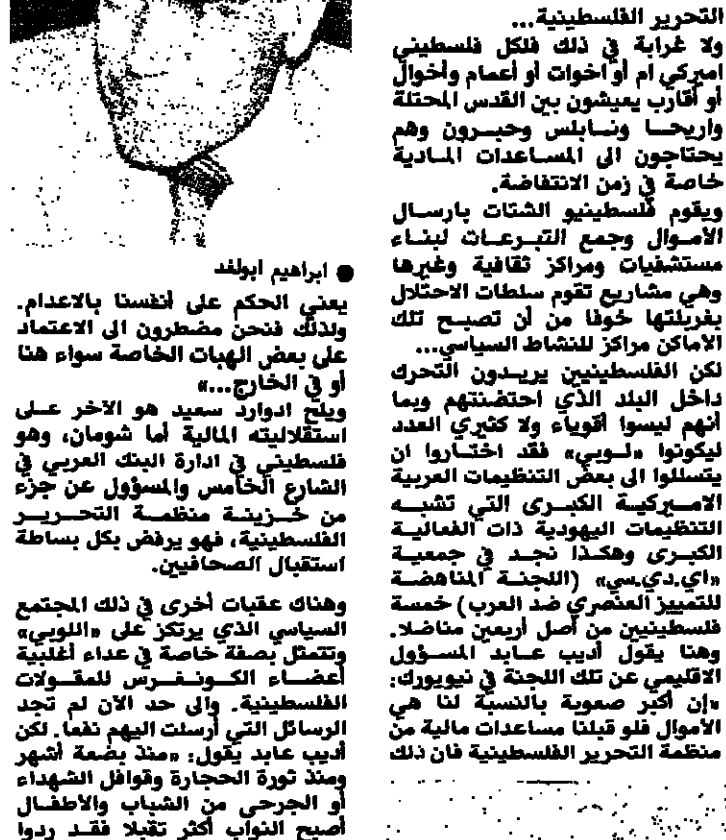 التحرير الفلسطينية...
ولا غرابة في ذلك فلكل فلسطيني
اميركي ام أو اخوات أو أعمام وأخوال
أو أقارب يعيشون بين القدس المحتلة
واريحا ونابلس وحبرون وهم
يحتاجون الى المساعدات المادية
خاصة في زمن الانتفاضة.
ويقوم فلسطينيو الشتات بارسال
الأموال وجمع التبرعات لبناء
مستشفيات ومراكز ثقافية وغيرها
وهي مشاريع تقوم سلطات الاحتلال
بغربلتها خوفا من أن تصبح تلك
الأماكن مراكز للنشاط السياسي...
لكن الفلسطينيين يريدون التحرك
داخل البلد الذي احتضنتهم وبما
أنهم ليسوا أقوياء ولا كثيري العدد
ليكونوا «لوبي» فقد اختاروا ان
يتسللوا الى بعض التنظيمات العربية
الاميركية الكبرى التي تشبه
التنظيمات اليهودية ذات الفعالية
الكبرى وهكذا نجد في جمعية
«اي.دي.سي» (اللجنة المناهضة
للتمييز العنصري ضد العرب) خمسة
فلسطينيين من أصل أربعين مناضلا.
وهنا يقول أديب عابد المسؤول
الاقليمي عن تلك اللجنة في نيويورك:
«إن أكبر صعوبة بالنسبة لنا هي
الأموال فلو قبلنا مساعدات مالية من
منظمة التحرير الفلسطينية فان ذلك
● ابراهيم ابولغد
يعني الحكم على أنفسنا بالاعدام.
ولذلك فنحن مضطرون الى الاعتماد
على بعض الهبات الخاصة سواء هنا
أو في الخارج...»
ويلح ادوارد سعيد هو الآخر على
استقلاليته المالية أما شومان، وهو
فلسطيني في ادارة البنك العربي في
الشارع الخامس والمسؤول عن جزء
من خزينة منظمة التحرير
الفلسطينية، فهو يرفض بكل بساطة
استقبال الصحافيين.
وهناك عقبات أخرى في ذلك المجتمع
السياسي الذي يرتكز على «اللوبي»
وتتمثل بصفة خاصة في عداء أغلبية
أعضاء الكونغرس للمقولات
الفلسطينية. والى حد الآن لم تجد
الرسائل التي أرسلت اليهم نفعا. لكن
أديب عابد يقول: «منذ بضعة أشهر
ومنذ ثورة الحجارة وقوافل الشهداء
أو الجرحى من الشباب والأطفال
أصبح النواب أكثر تقبلا فقد ردوا